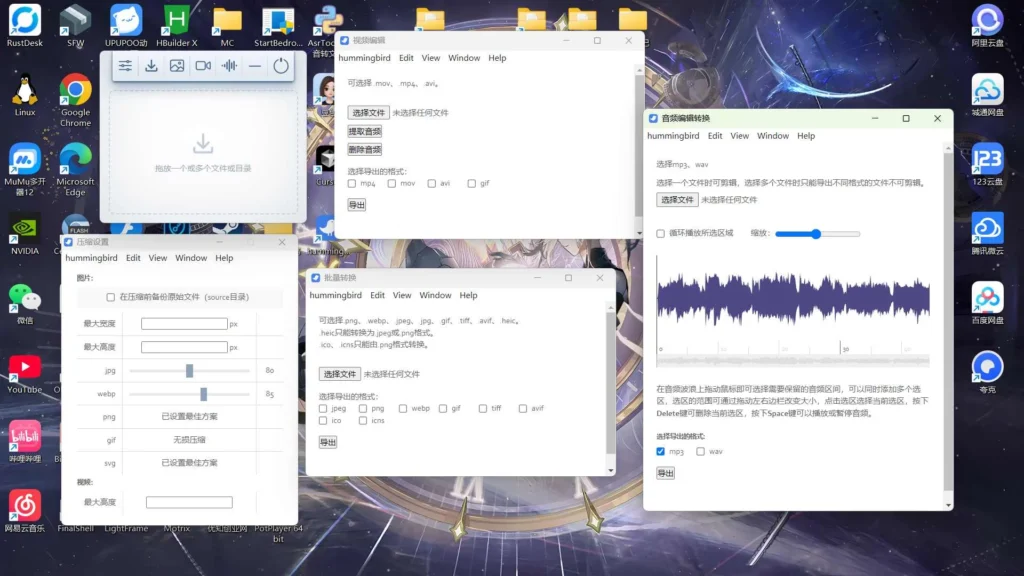 RustDesk
SFW
UPUPOO动
HBuilder X
MC
StartBedro...
AsrToo
音转文
阿里云盘
Linux
Google
Chrome
城通网盘
MuMu多开
器12
Microsoft
Edge
123云盘
NVIDIA
FLASH
腾讯微云
微信
百度网盘
YouTube
夸克
哔哩哔哩
网易云音乐
FinalShell
LightFrame
Motrix
优知创业网
PotPlayer 64
bit
拖放一个或多个文件或目录
视频编辑
hummingbird Edit View Window Help
可选择.mov、.mp4、.avi。
选择文件 未选择任何文件
提取音频
删除音频
选择导出的格式:
mp4 mov avi gif
导出
压缩设置
hummingbird Edit View Window Help
图片:
在压缩前备份原始文件（source目录）
最大宽度 px
最大高度 px
jpg 80
webp 85
png 已设置最佳方案
gif 无损压缩
svg 已设置最佳方案
视频:
最大高度
批量转换
hummingbird Edit View Window Help
可选择.png、.webp、.jpeg、.jpg、.gif、.tiff、.avif、.heic。
.heic只能转换为.jpeg或.png格式。
.ico、.icns只能由.png格式转换。
选择文件 未选择任何文件
选择导出的格式:
jpeg png webp gif tiff avif
ico icns
导出
音频编辑转换
hummingbird Edit View Window Help
选择mp3、wav
选择一个文件时可剪辑，选择多个文件时只能导出不同格式的文件不可剪辑。
选择文件 未选择任何文件
循环播放所选区域 缩放:
0 10 20 30 40
在音频波浪上拖动鼠标即可选择需要保留的音频区间，可以同时添加多个选
区，选区的范围可通过拖动左右边栏改变大小，点击选区选择当前选区，按下
Delete键可删除当前选区，按下Space键可以播放或暂停音频。
选择导出的格式:
mp3 wav
导出